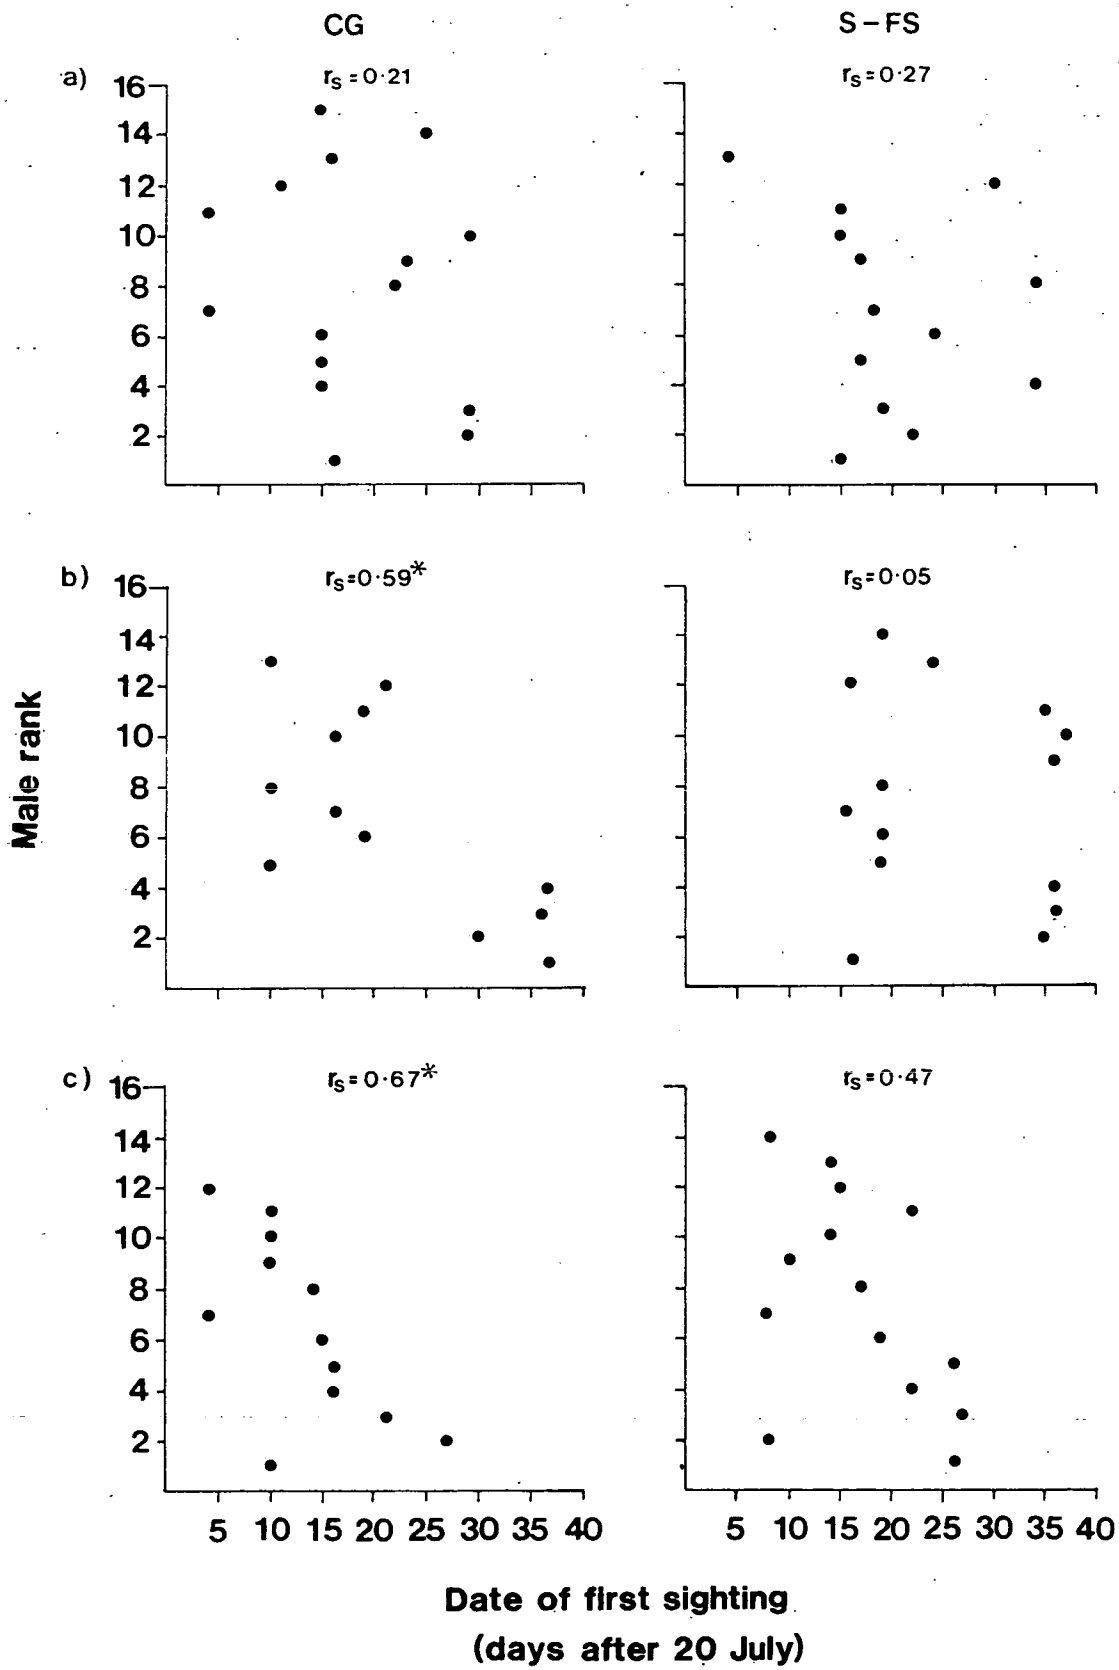 CG
S-FS
a)
rs=0·21
rs=0·27
16
14
12
10
8
6
4
2
b)
rs=0·59*
rs=0·05
16
14
12
10
8
6
4
2
Male rank
c)
rs=0·67*
rs=0·47
16
14
12
10
8
6
4
2
5 10 15 20 25 30 35 40
5 10 15 20 25 30 35 40
Date of first sighting
(days after 20 July)